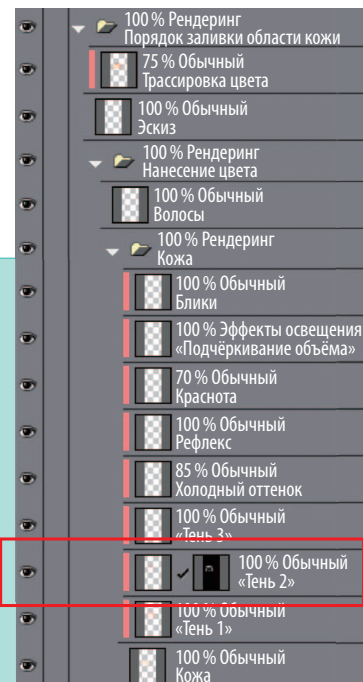 100 % Рендеринг
Порядок заливки области кожи
75 % Обычный
Трассировка цвета
100 % Обычный
Эскиз
100 % Рендеринг
Нанесение цвета
100 % Обычный
Волосы
100 % Рендеринг
Кожа
100 % Обычный
Блики
100 % Эффекты освещения
«Подчёркивание объёма»
70 % Обычный
Краснота
100 % Обычный
Рефлекс
85 % Обычный
Холодный оттенок
100 % Обычный
«Тень 3»
100 % Обычный
«Тень 2»
100 % Обычный
«Тень 1»
100 % Обычный
Кожа